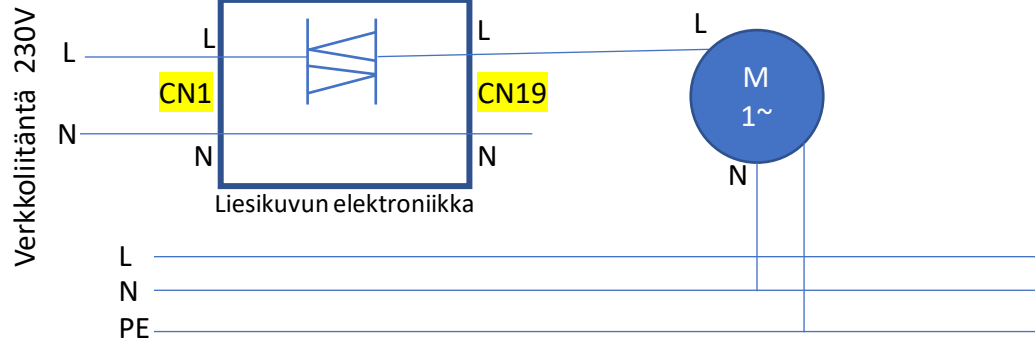 Verkkoliitäntä 230V
L
L
L
L
M
1~
CN1
CN19
N
N
N
N
Liesikuvun elektroniikka
L
N
PE